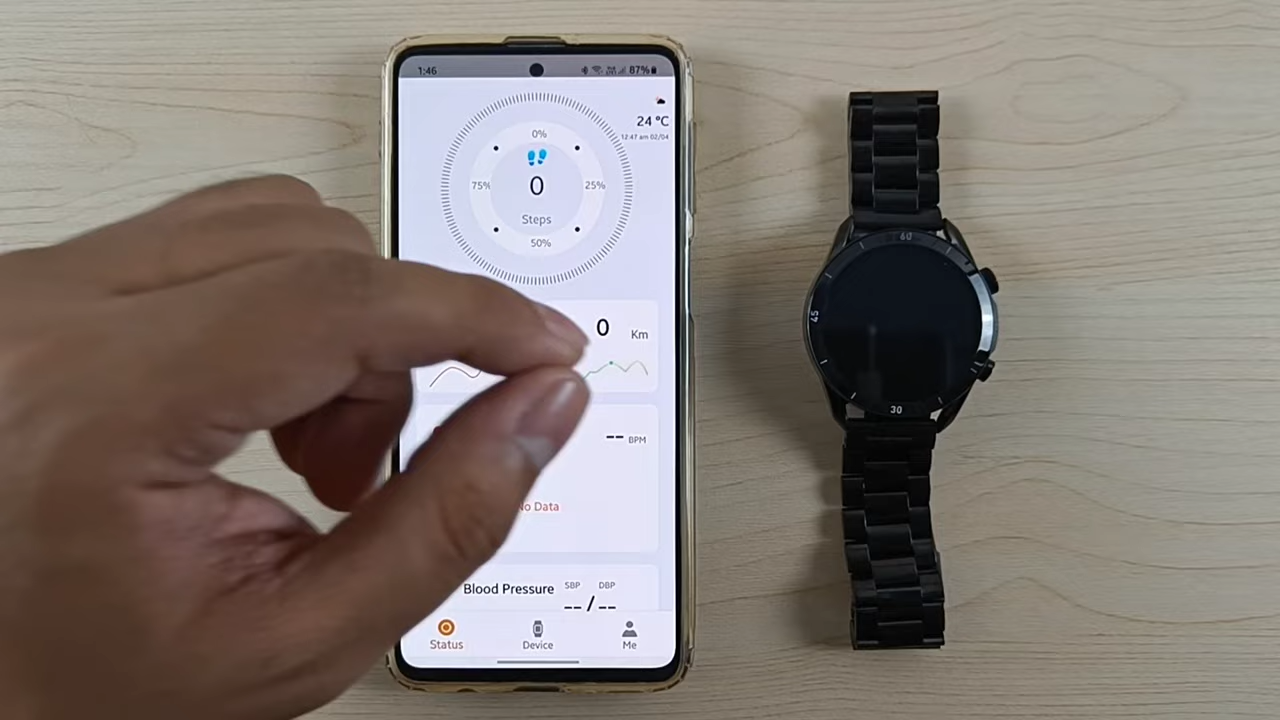 1:46
87%
24 °C
12:47 am 02/04
0%
75%
0
25%
Steps
50%
0
Km
--
BPM
No Data
Blood Pressure
SBP
DBP
-- / --
Status
Device
Me
60
45
30